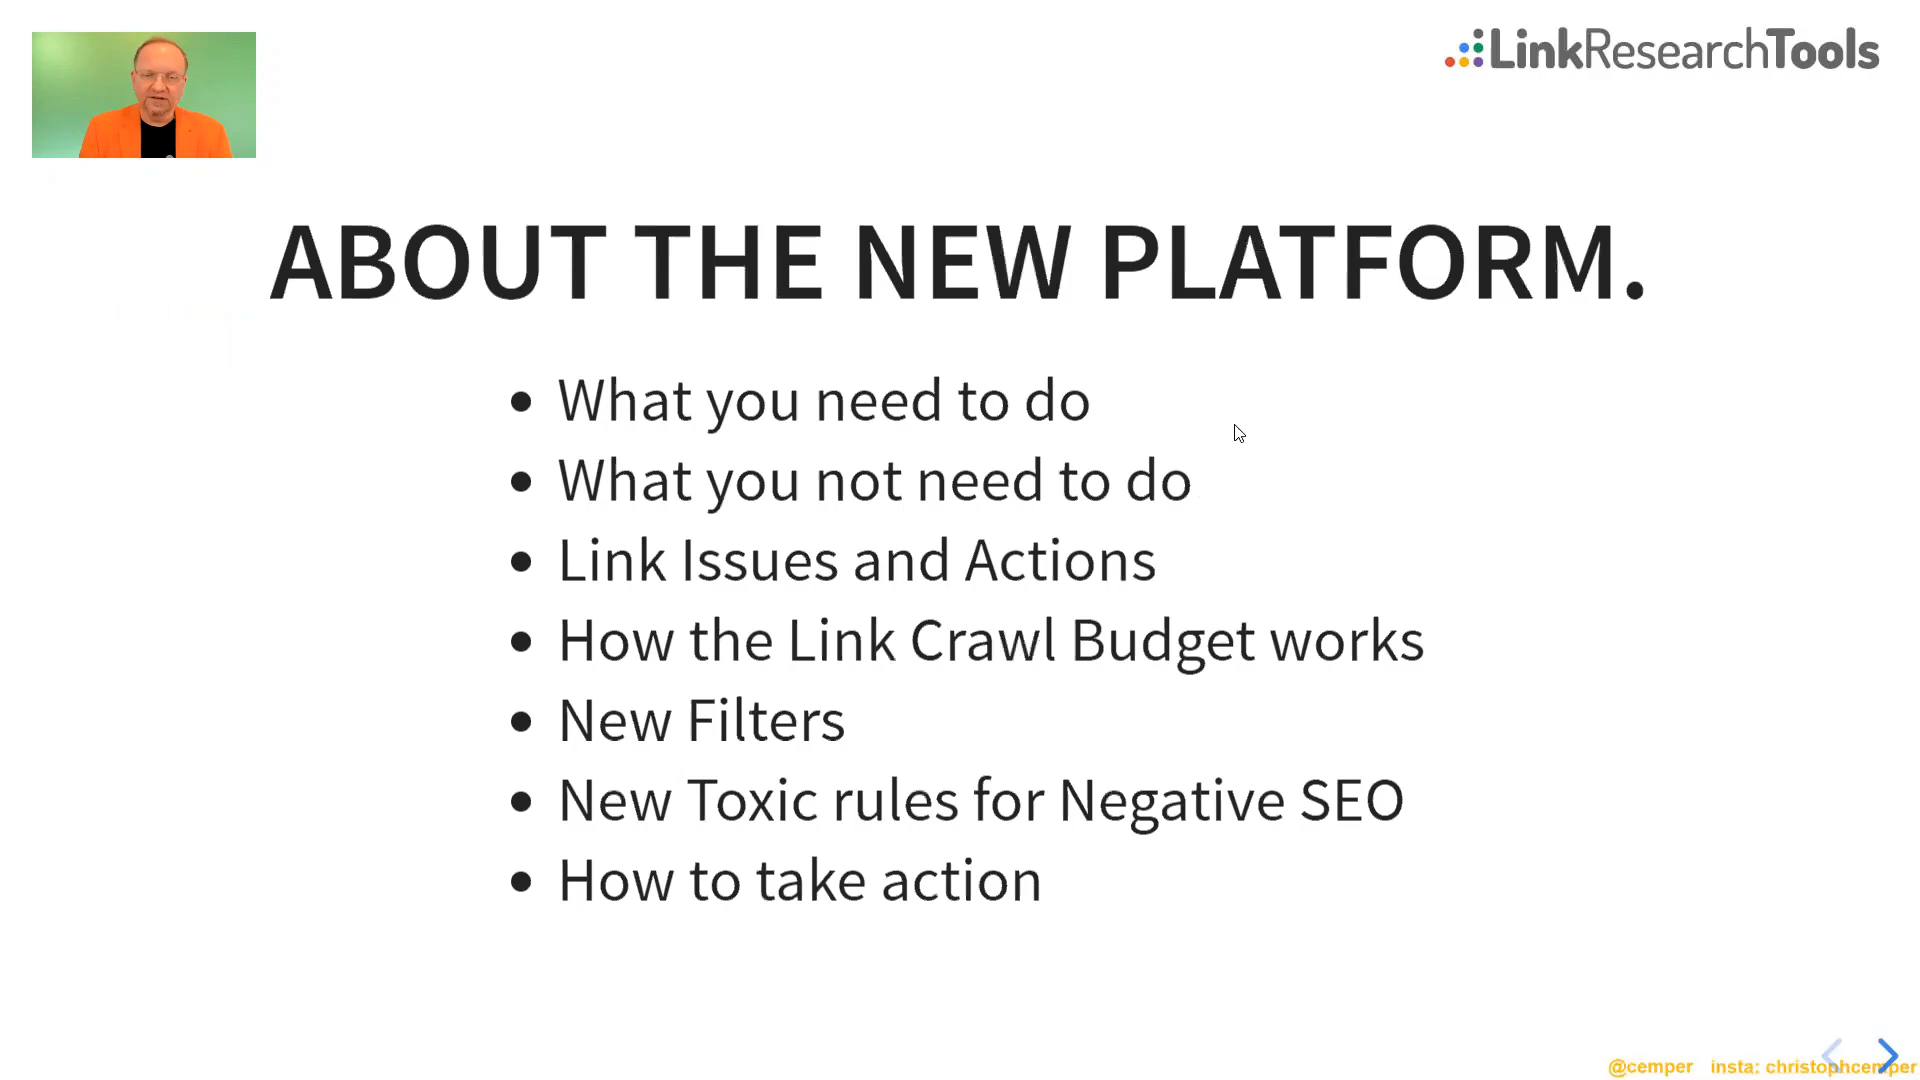 LinkResearchTools
ABOUT THE NEW PLATFORM.
• What you need to do
• What you not need to do
• Link Issues and Actions
• How the Link Crawl Budget works
• New Filters
• New Toxic rules for Negative SEO
• How to take action
@cemper insta: christophcemper